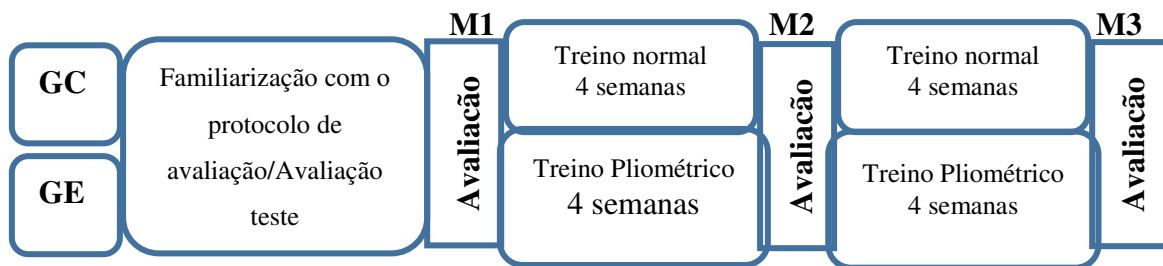 GC
GE
Familiarização com o
protocolo de
avaliação/Avaliação
teste
M1
Avaliação
Treino normal
4 semanas
Treino Pliométrico
4 semanas
M2
Avaliação
Treino normal
4 semanas
Treino Pliométrico
4 semanas
M3
Avaliação